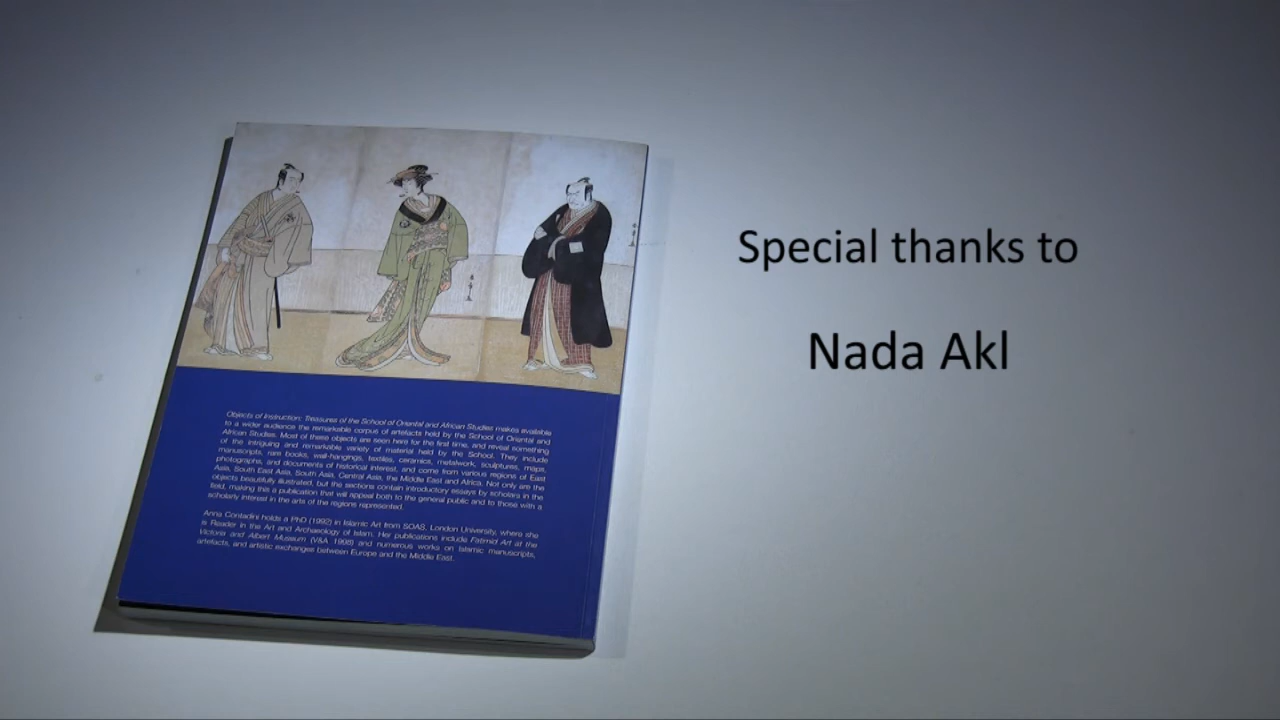 Objects of Instruction: Treasures of the School of Oriental and African Studies makes available
to a wider audience the remarkable corpus of artefacts held by the School of Oriental and
African Studies. Most of these objects are seen here for the first time, and reveal something
of the intriguing and remarkable variety of material held by the School. They include
manuscripts, rare books, wall-hangings, textiles, ceramics, metalwork, sculptures, maps,
photographs, and documents of historical interest, and come from various regions of East
Asia, South East Asia, South Asia, Central Asia, the Middle East and Africa. Not only are the
objects beautifully illustrated, but the sections contain introductory essays by scholars in the
field, making this a publication that will appeal both to the general public and to those with a
scholarly interest in the arts of the regions represented.
Anna Contadini holds a PhD (1992) in Islamic Art from SOAS, London University, where she
is Reader in the Art and Archaeology of Islam. Her publications include Fatimid Art at the
Victoria and Albert Museum (V&A 1998) and numerous works on Islamic manuscripts,
artefacts, and artistic exchanges between Europe and the Middle East.
Special thanks to
Nada Akl